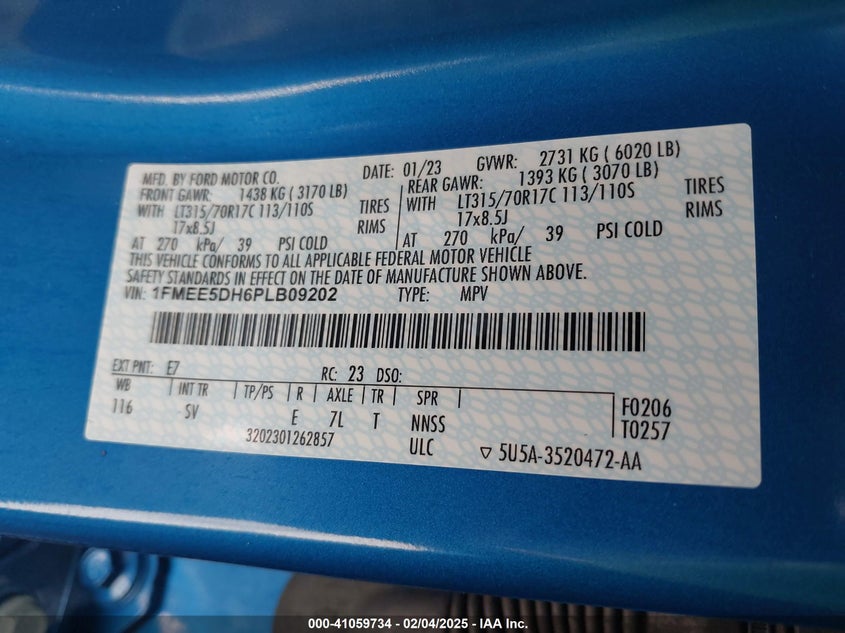 MFD. BY FORD MOTOR CO. DATE: 01/23 GVWR: 2731 KG ( 6020 LB)
FRONT GAWR: 1438 KG ( 3170 LB) REAR GAWR: 1393 KG ( 3070 LB)
WITH LT315/70R17C 113/110S TIRES WITH LT315/70R17C 113/110S TIRES
17x8.5J RIMS 17x8.5J RIMS
AT 270 kPa/ 39 PSI COLD AT 270 kPa/ 39 PSI COLD
THIS VEHICLE CONFORMS TO ALL APPLICABLE FEDERAL MOTOR VEHICLE
SAFETY STANDARDS IN EFFECT ON THE DATE OF MANUFACTURE SHOWN ABOVE.
VIN: 1FMEE5DH6PLB09202 TYPE: MPV
EXT PNT: E7 RC: 23 DSO:
WB INT TR TP/PS R AXLE TR SPR
116 SV E 7L T NNSS F0206
3202301262857 ULC T0257
5U5A-3520472-AA
000-41059734 — 02/04/2025 — IAA Inc.